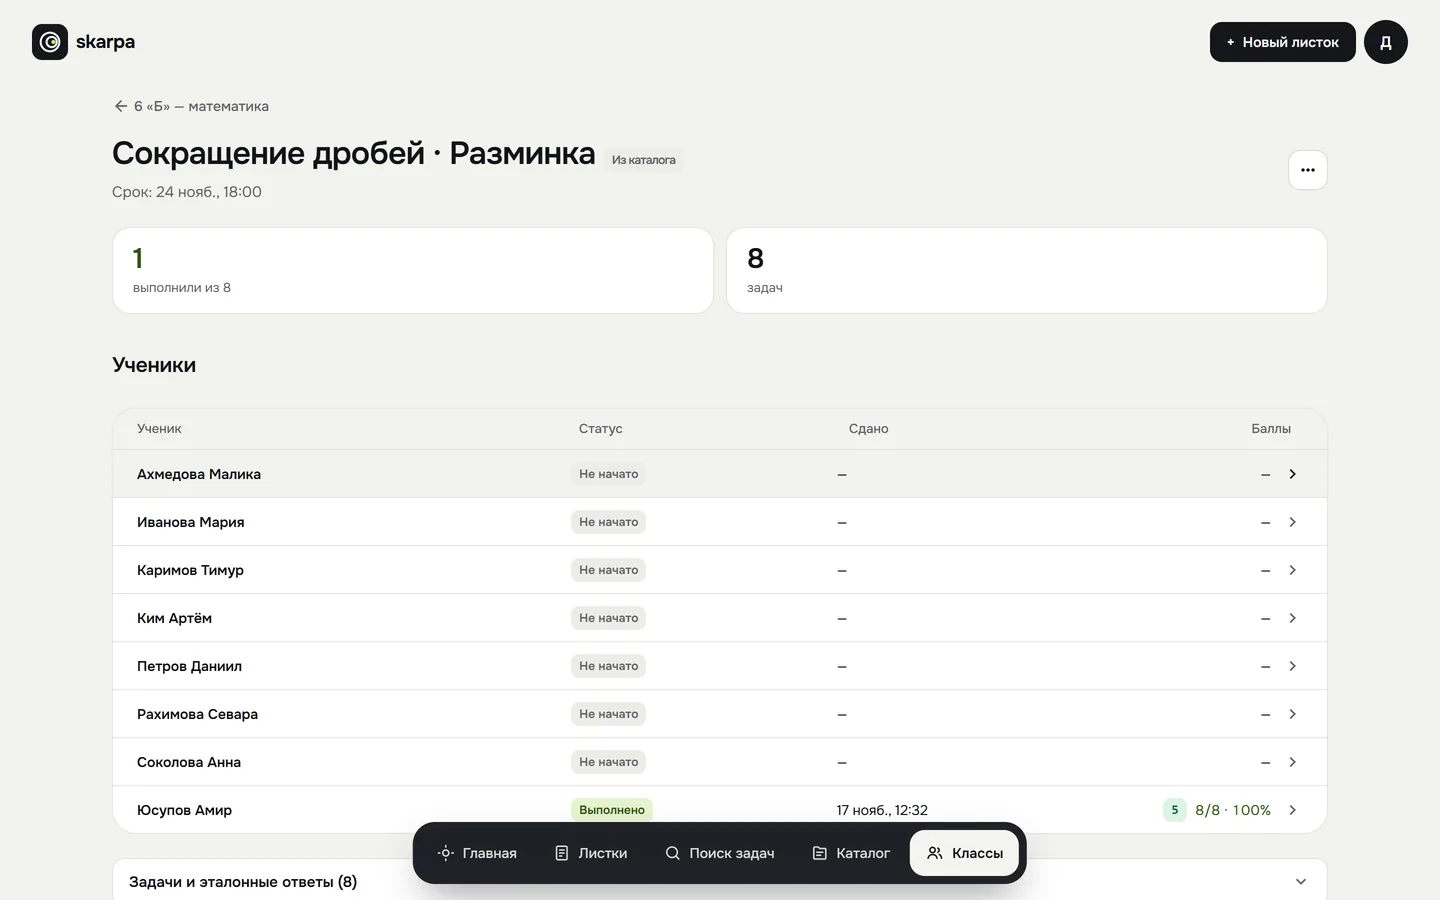 skarpa
+ Новый листок
Д
← 6 «Б» — математика
Сокращение дробей · Разминка Из каталога
Срок: 24 нояб., 18:00
1
выполнили из 8
8
задач
Ученики
Ученик Статус Сдано Баллы
Ахмедова Малика Не начато — —
Иванова Мария Не начато — —
Каримов Тимур Не начато — —
Ким Артём Не начато — —
Петров Даниил Не начато — —
Рахимова Севара Не начато — —
Соколова Анна Не начато — —
Юсупов Амир Выполнено 17 нояб., 12:32 5 8/8 · 100%
Главная Листки Поиск задач Каталог Классы
Задачи и эталонные ответы (8)